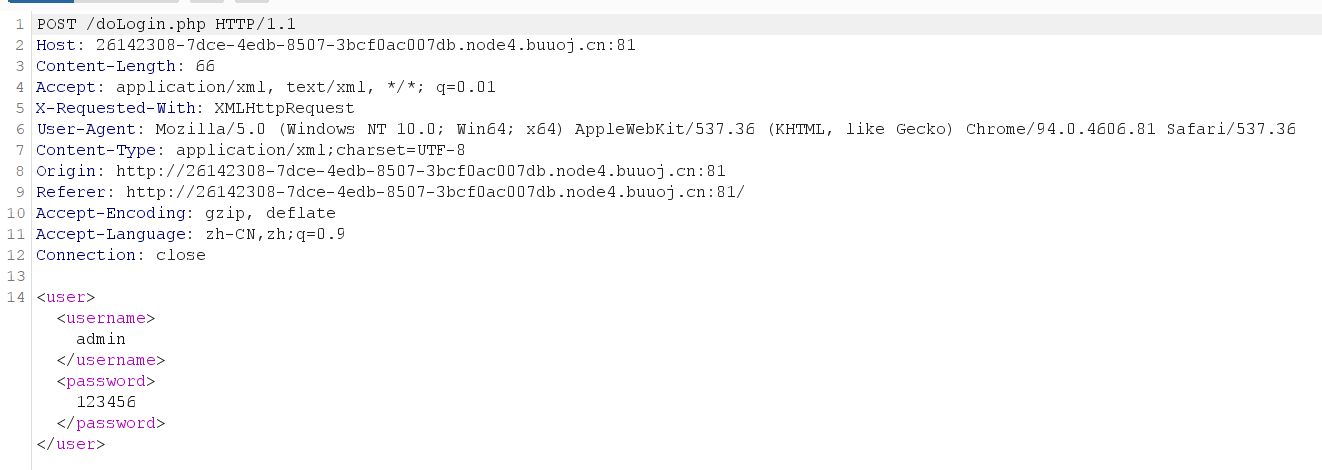 1 POST /doLogin.php HTTP/1.1
2 Host: 26142308-7dce-4edb-8507-3bcf0ac007db.node4.buuoj.cn:81
3 Content-Length: 66
4 Accept: application/xml, text/xml, */*; q=0.01
5 X-Requested-With: XMLHttpRequest
6 User-Agent: Mozilla/5.0 (Windows NT 10.0; Win64; x64) AppleWebKit/537.36 (KHTML, like Gecko) Chrome/94.0.4606.81 Safari/537.36
7 Content-Type: application/xml;charset=UTF-8
8 Origin: http://26142308-7dce-4edb-8507-3bcf0ac007db.node4.buuoj.cn:81
9 Referer: http://26142308-7dce-4edb-8507-3bcf0ac007db.node4.buuoj.cn:81/
10 Accept-Encoding: gzip, deflate
11 Accept-Language: zh-CN,zh;q=0.9
12 Connection: close
13
14 <user>
<username>
admin
</username>
<password>
123456
</password>
</user>